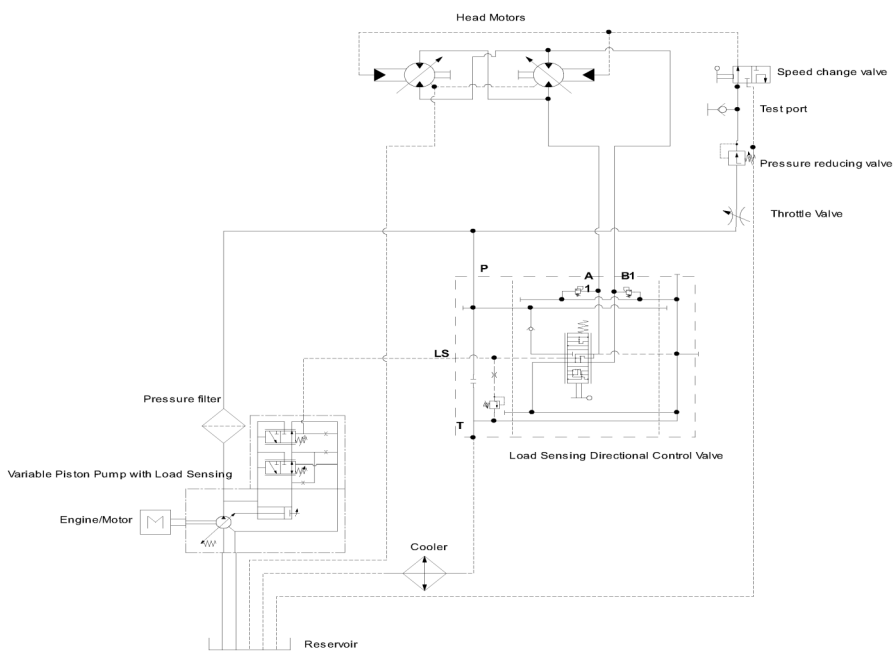 Head Motors
Speed change valve
Test port
Pressure reducing valve
Throttle Valve
P
A
1
B1
LS
Pressure filter
T
Load Sensing Directional Control Valve
Variable Piston Pump with Load Sensing
Engine/Motor
M
Cooler
Reservoir